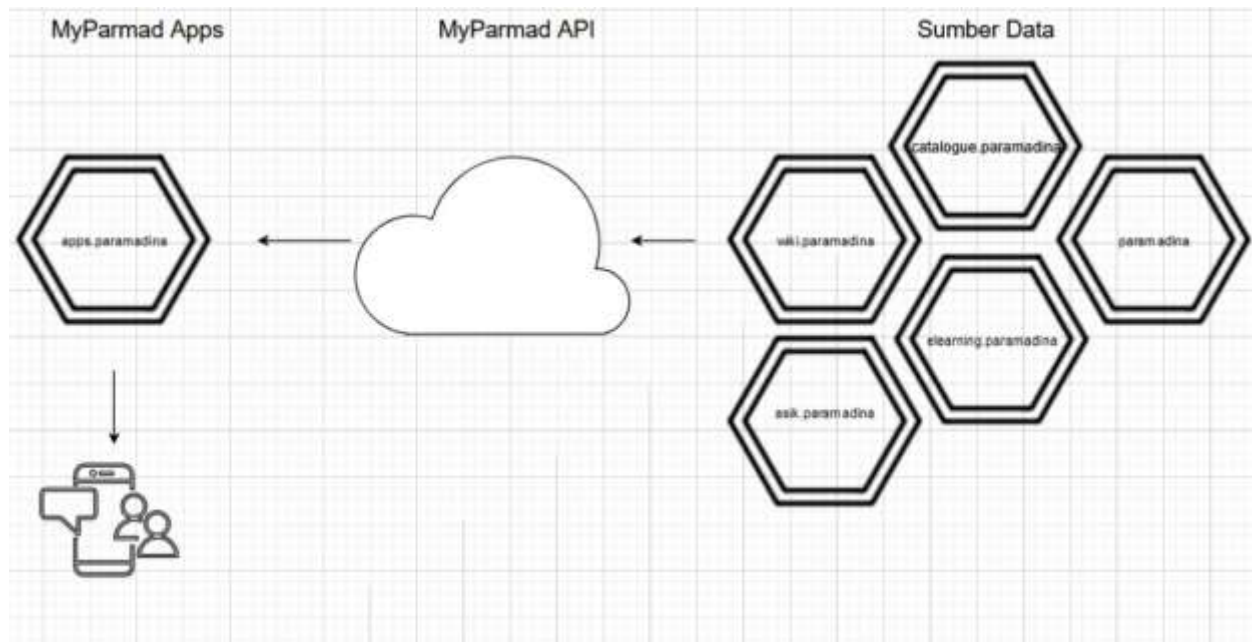 MyParmad Apps
MyParmad API
Sumber Data
catalogue.paramadina
apps.paramadina
wiki.paramadina
paramadina
elearning.paramadina
asik.paramadina